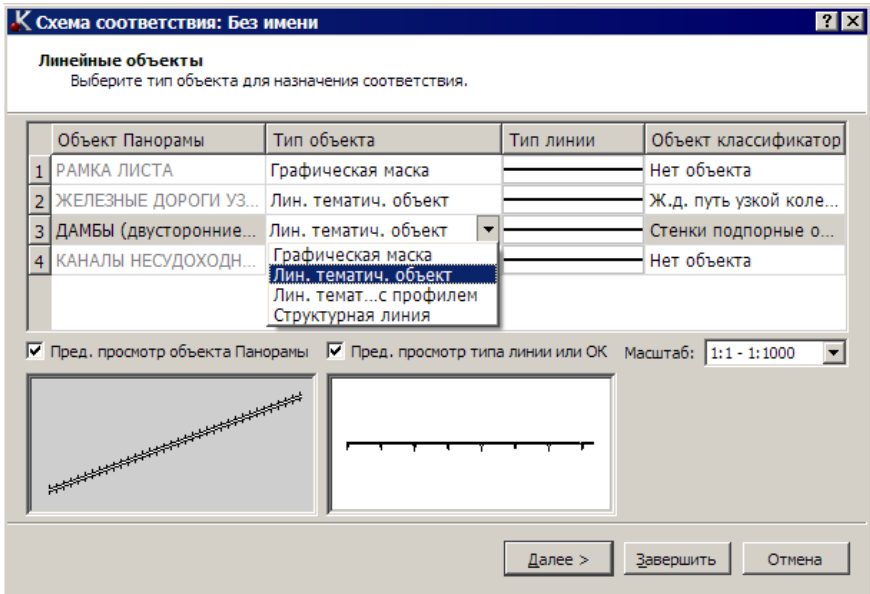 Схема соответствия: Без имени
Линейные объекты
Выберите тип объекта для назначения соответствия.
Объект Панорамы Тип объекта Тип линии Объект классификатор
1 РАМКА ЛИСТА Графическая маска Нет объекта
2 ЖЕЛЕЗНЫЕ ДОРОГИ УЗ... Лин. тематич. объект Ж.д. путь узкой коле...
3 ДАМБЫ (двусторонние... Лин. тематич. объект Стенки подпорные о...
4 КАНАЛЫ НЕСУДОХОДН... Нет объекта
Графическая маска
Лин. тематич. объект
Лин. темат...с профилем
Структурная линия
Пред. просмотр объекта Панорамы Пред. просмотр типа линии или ОК Масштаб: 1:1 - 1:1000
Далее > Завершить Отмена